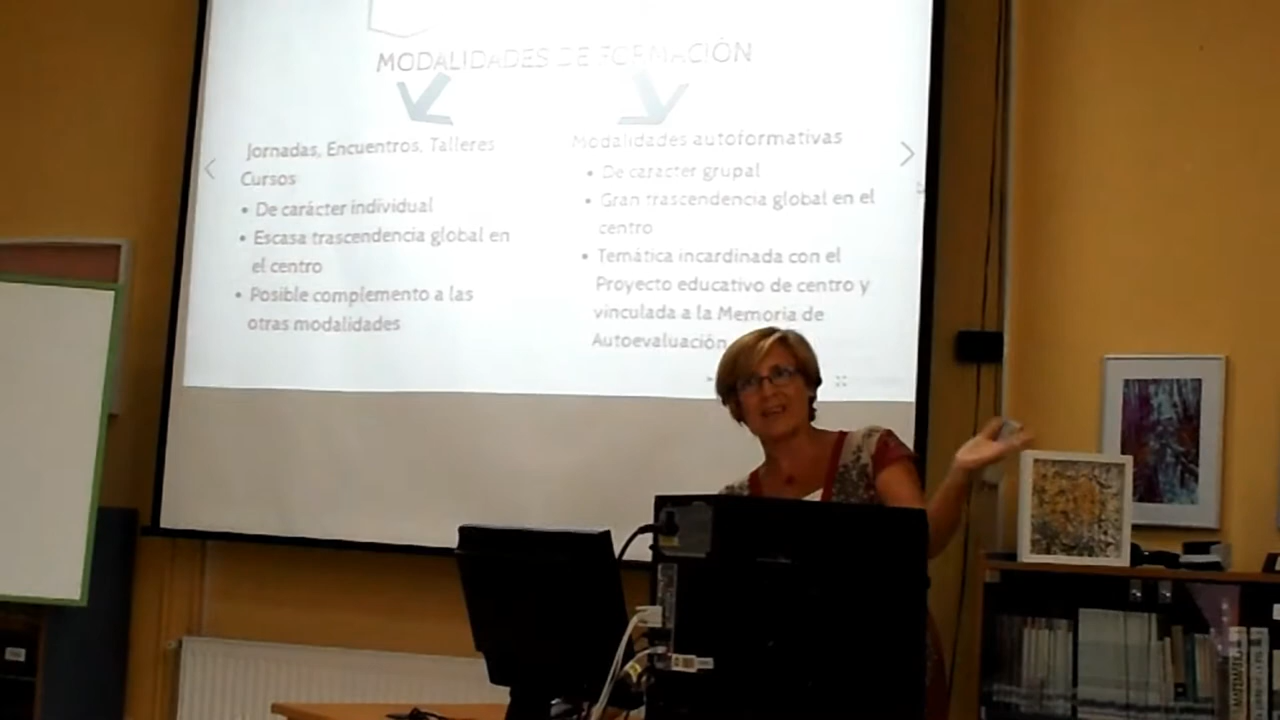 MODALIDADES DE FORMACIÓN
Jornadas, Encuentros, Talleres
Cursos
• De carácter individual
• Escasa trascendencia global en
el centro
• Posible complemento a las
otras modalidades
Modalidades autoformativas
• De carácter grupal
• Gran trascendencia global en el
centro
• Temática incardinada con el
Proyecto educativo de centro y
vinculada a la Memoria de
Autoevaluación